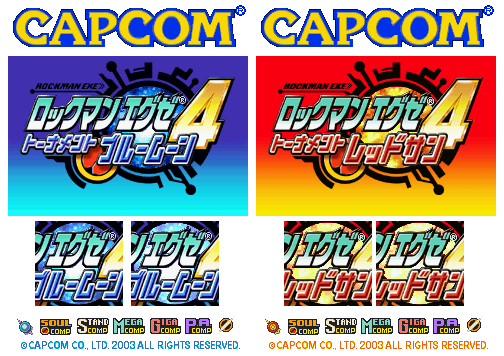 CAPCOM®
ROCKMAN EXE
ロックマンエグゼ®4
トーナメント ブルームーン
ンエグゼ®
ブルームーン
ンエグゼ®
ブルームーン
SOUL COMP STAND COMP MEGA COMP GIGA COMP P.A. COMP
©CAPCOM CO., LTD. 2003 ALL RIGHTS RESERVED.
CAPCOM®
ROCKMAN EXE
ロックマンエグゼ®4
トーナメント レッドサン
ンエグゼ®
レッドサン
ンエグゼ®
レッドサン
SOUL COMP STAND COMP MEGA COMP GIGA COMP P.A. COMP
©CAPCOM CO., LTD. 2003 ALL RIGHTS RESERVED.